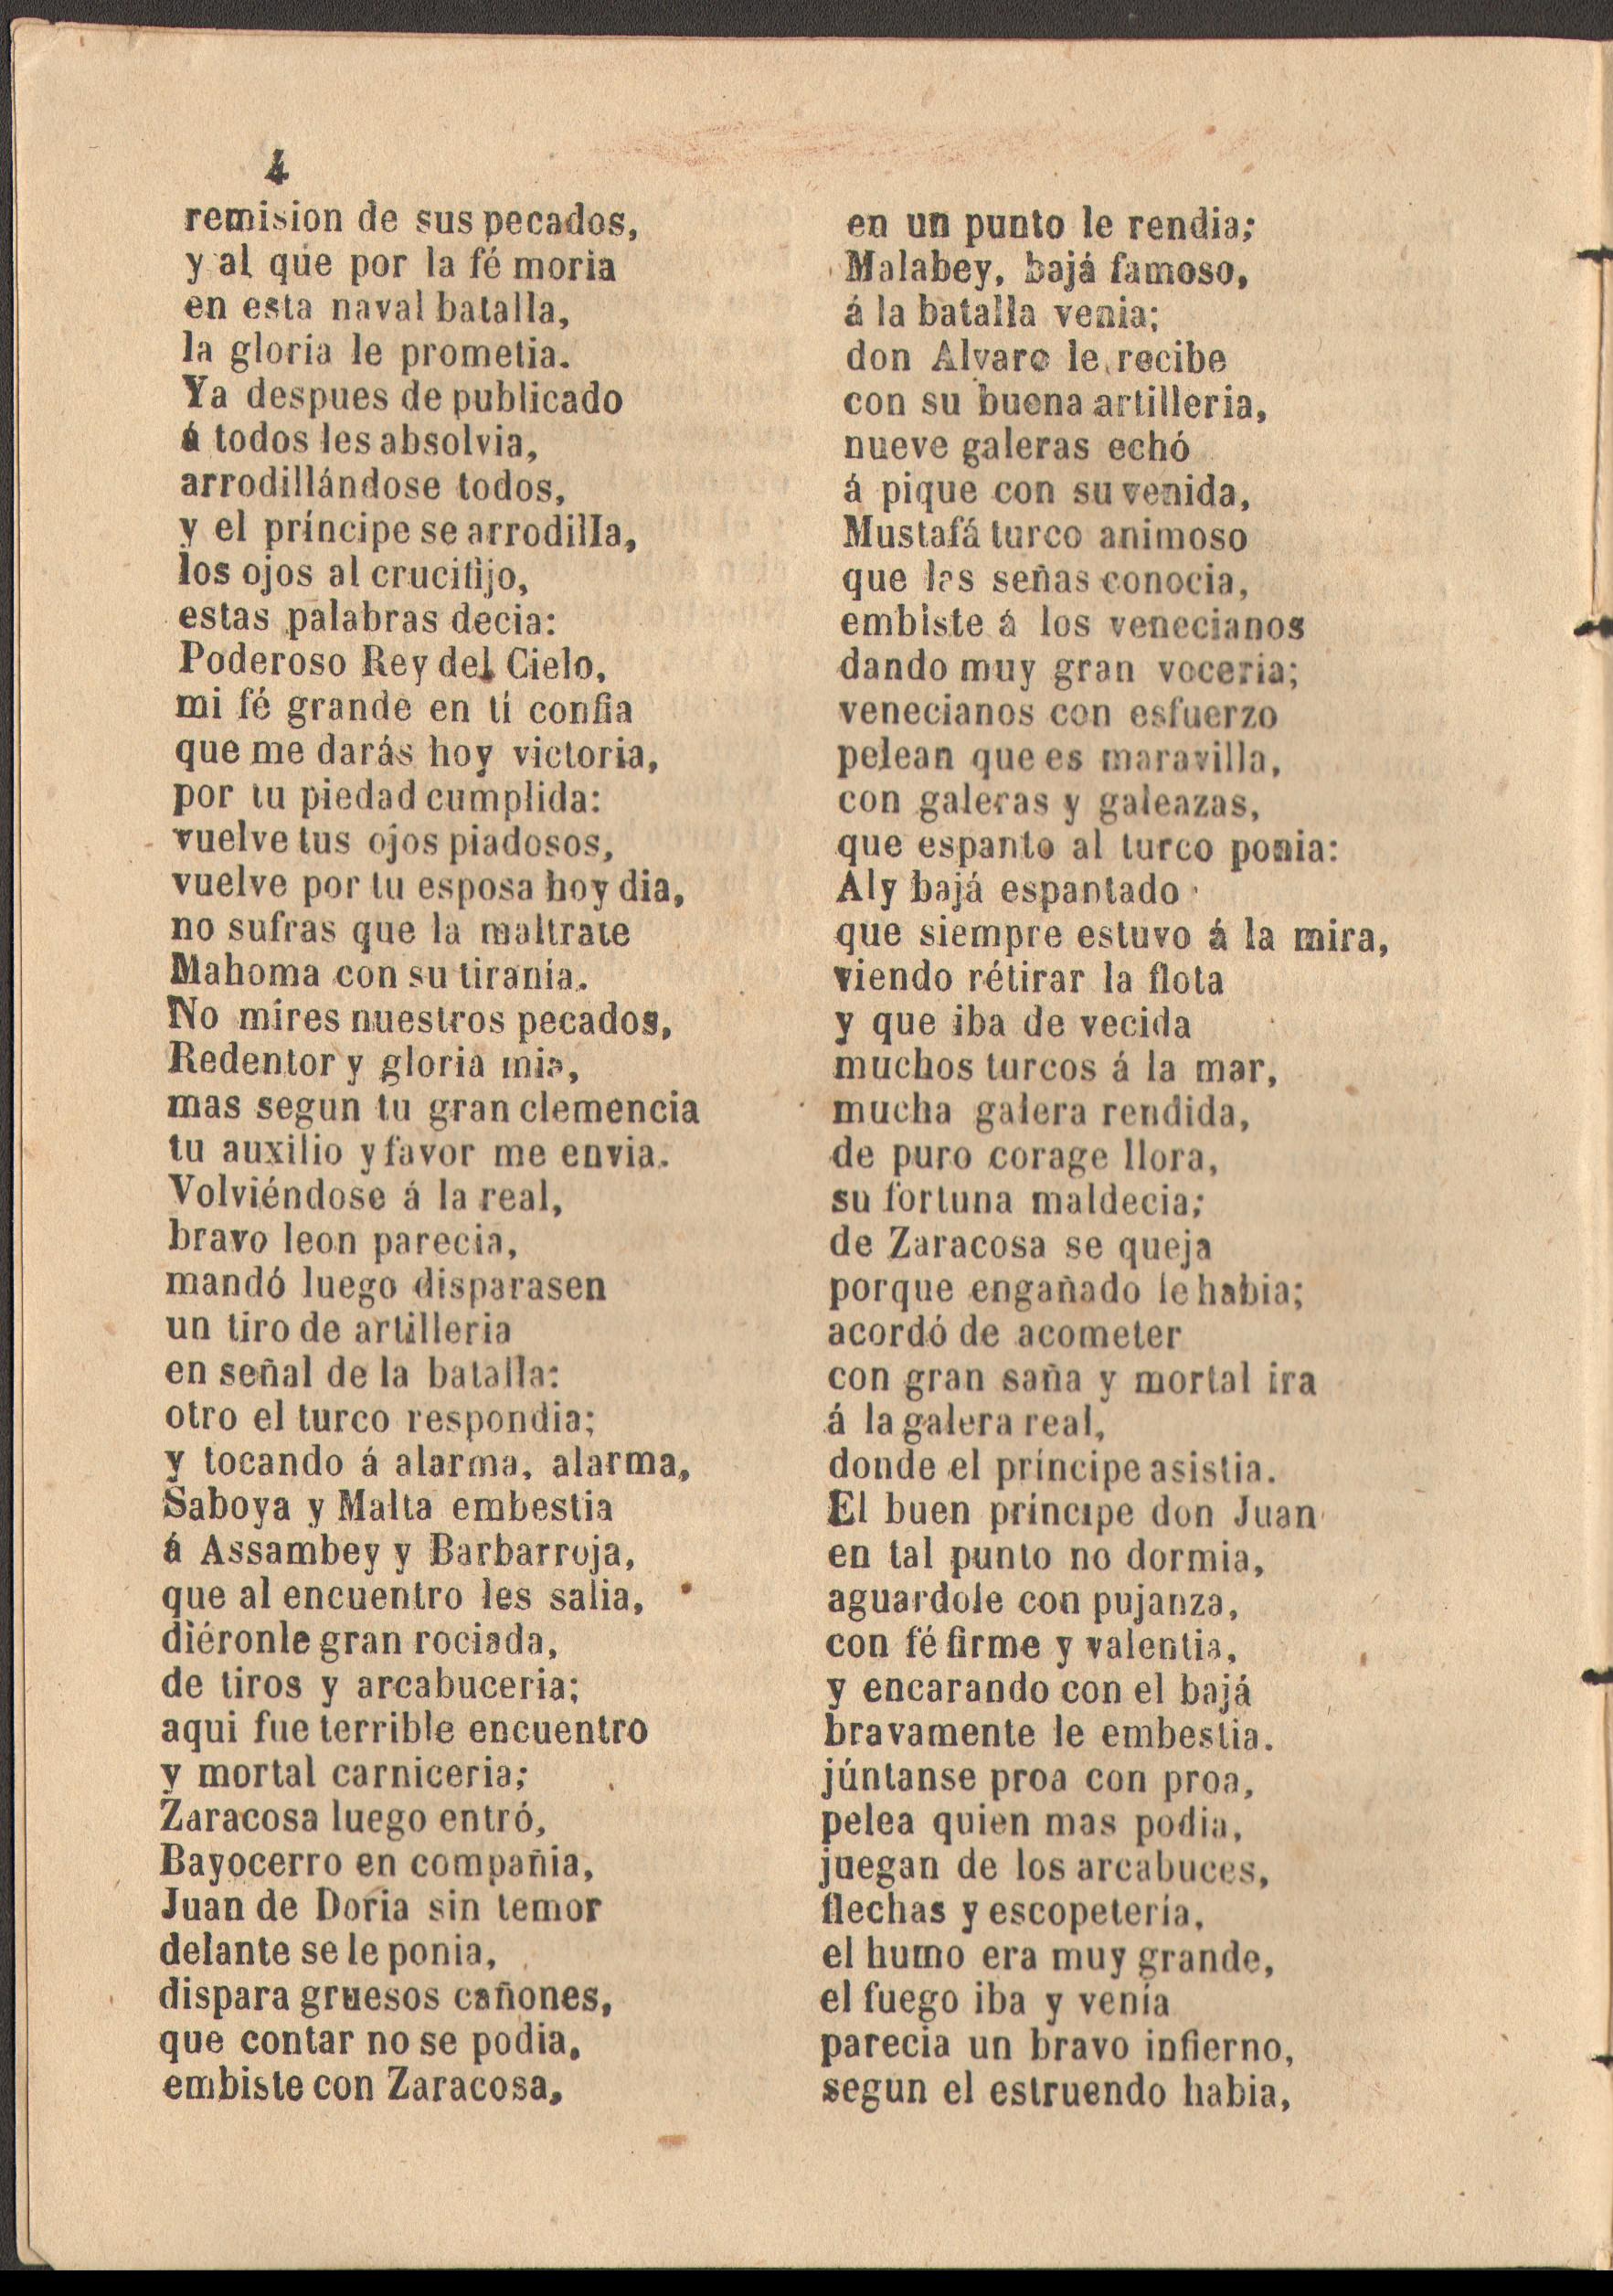 4
remision de sus pecados,
y al que por la fé moria
en esta naval batalla,
la gloria le prometia.
Ya despues de publicado
á todos les absolvia,
arrodillándose todos,
y el príncipe se arrodilla,
los ojos al crucifijo,
estas palabras decia:
Poderoso Rey del Cielo,
mi fé grande en tí confia
que me darás hoy victoria,
por tu piedad cumplida:
vuelve tus ojos piadosos,
vuelve por tu esposa hoy dia,
no sufras que la maltrate
Mahoma con su tiranía.
No mires nuestros pecados,
Redentor y gloria mia,
mas segun tu gran clemencia
tu auxilio y favor me envia.
Volviéndose á la real,
bravo leon parecia,
mandó luego disparasen
un tiro de artilleria
en señal de la batalla:
otro el turco respondia;
y tocando á alarma, alarma,
Saboya y Malta embestia
á Assambey y Barbarroja,
que al encuentro les salia,
diéronle gran rociada,
de tiros y arcabuceria;
aqui fue terrible encuentro
y mortal carniceria;
Zaracosa luego entró,
Bayocerro en compañia,
Juan de Doria sin temor
delante se le ponia,
dispara gruesos cañones,
que contar no se podia,
embiste con Zaracosa,
en un punto le rendia;
Malabey, bajá famoso,
á la batalla venia;
don Alvaro le recibe
con su buena artilleria,
nueve galeras echó
á pique con su venida,
Mustafá turco animoso
que las señas conocia,
embiste á los venecianos
dando muy gran voceria;
venecianos con esfuerzo
pelean que es maravilla,
con galeras y galeazas,
que espanto al turco ponia:
Aly bajá espantado
que siempre estuvo á la mira,
viendo rétirar la flota
y que iba de vecida
muchos turcos á la mar,
mucha galera rendida,
de puro corage llora,
su fortuna maldecia;
de Zaracosa se queja
porque engañado le habia;
acordó de acometer
con gran saña y mortal ira
á la galera real,
donde el príncipe asistia.
El buen príncipe don Juan
en tal punto no dormia,
aguardole con pujanza,
con fé firme y valentia,
y encarando con el bajá
bravamente le embestia.
júntanse proa con proa,
pelea quien mas podia,
juegan de los arcabuces,
flechas y escopetería,
el humo era muy grande,
el fuego iba y venía
parecia un bravo infierno,
segun el estruendo habia,